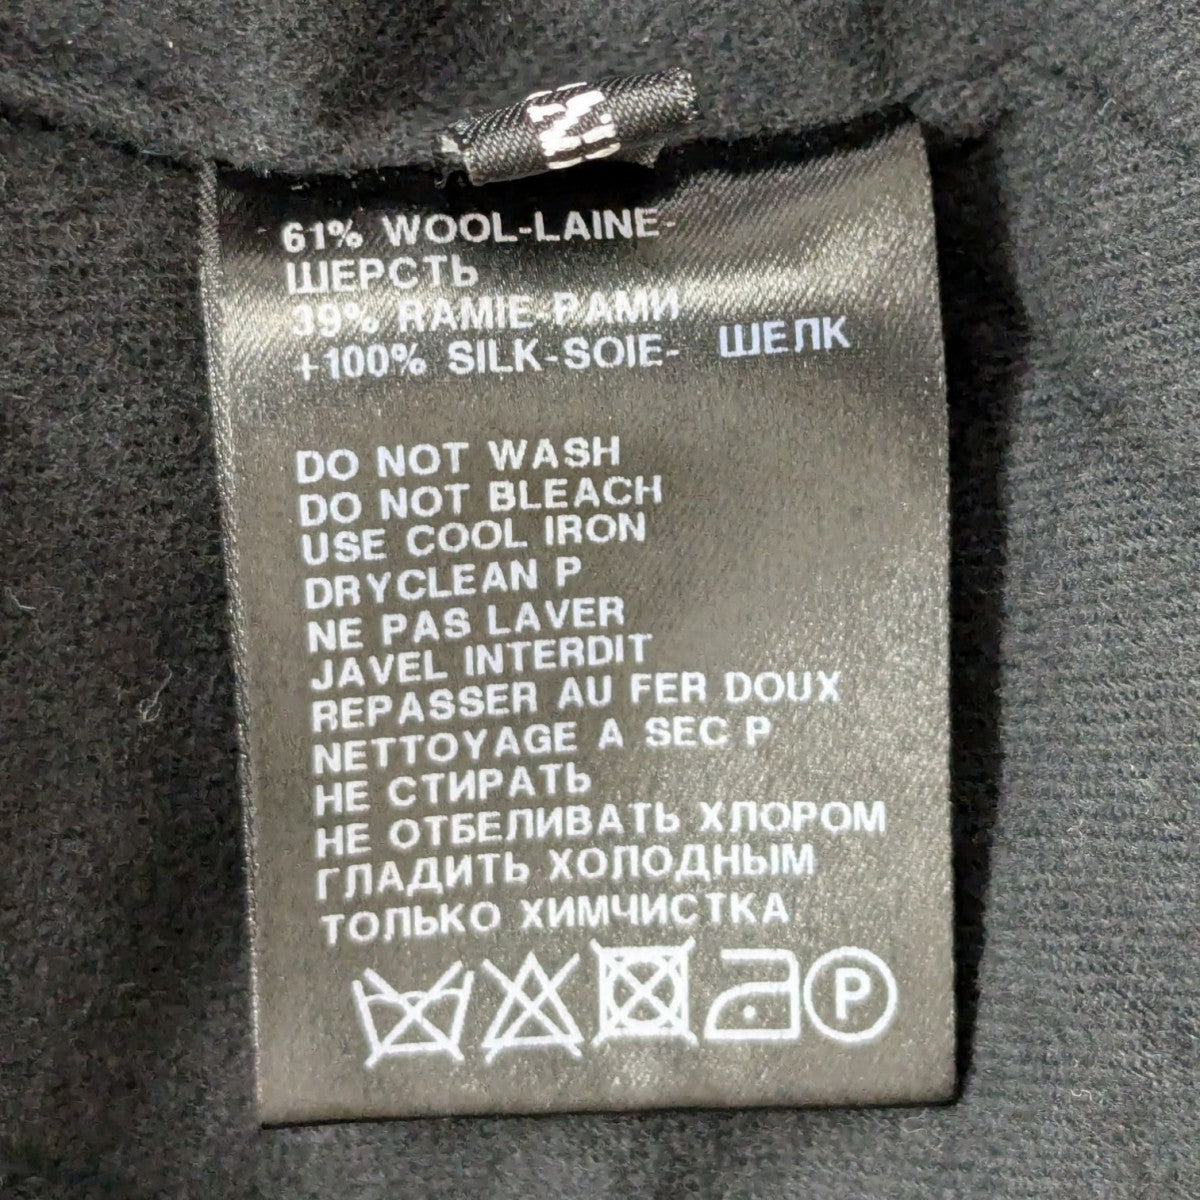 61% WOOL-LAINE-
ШЕРСТЬ
39% RAMIE-РАМИ
+100% SILK-SOIE- ШЕЛК
DO NOT WASH
DO NOT BLEACH
USE COOL IRON
DRYCLEAN P
NE PAS LAVER
JAVEL INTERDIT
REPASSER AU FER DOUX
NETTOYAGE A SEC P
НЕ СТИРАТЬ
НЕ ОТБЕЛИВАТЬ ХЛОРОМ
ГЛАДИТЬ ХОЛОДНЫМ
ТОЛЬКО ХИМЧИСТКА
P